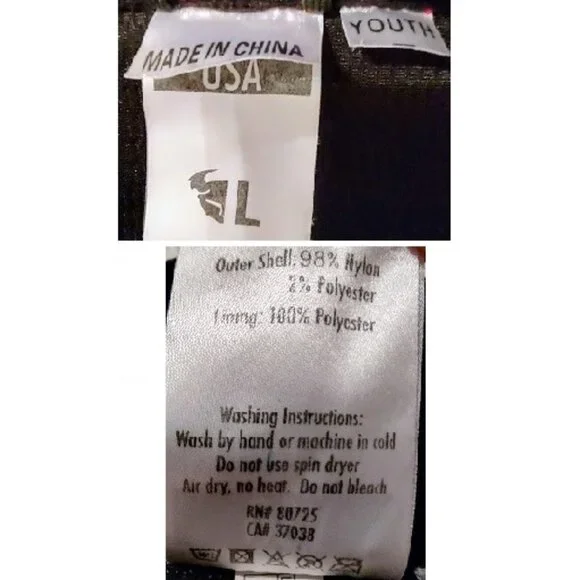 MADE IN CHINA
YOUTH
USA
L
Outer Shell: 98% Nylon
2% Polyester
Lining: 100% Polyester
Washing Instructions:
Wash by hand or machine in cold
Do not use spin dryer
Air dry, no heat. Do not bleach
RN# 80725
CA# 37038